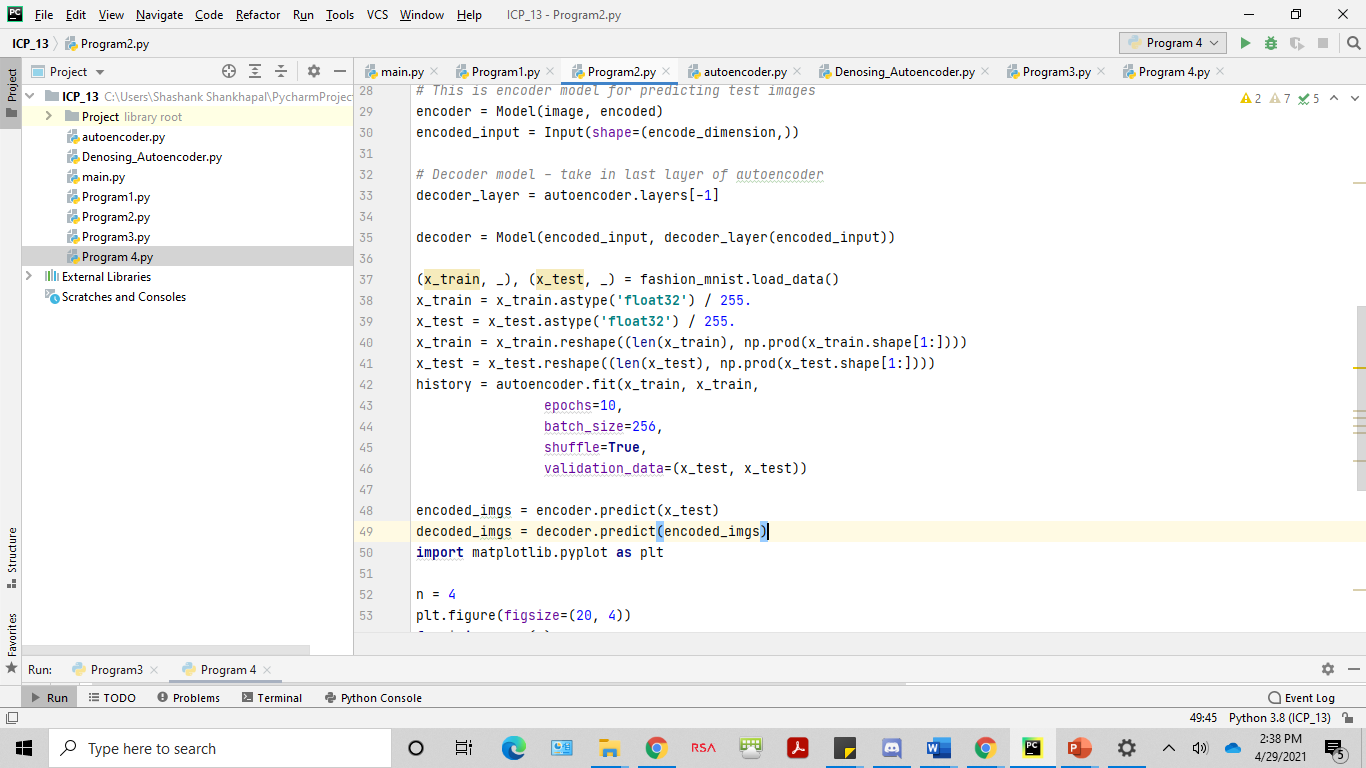 File Edit View Navigate Code Refactor Run Tools VCS Window Help ICP_13 - Program2.py
ICP_13 Program2.py Program 4
Project main.py Program1.py Program2.py autoencoder.py Denosing_Autoencoder.py Program3.py Program 4.py
Project
ICP_13 C:\Users\Shashank Shankhapal\PycharmProjec
Project library root
autoencoder.py
Denosing_Autoencoder.py
main.py
Program1.py
Program2.py
Program3.py
Program 4.py
External Libraries
Scratches and Consoles
2 7 5
28 # This is encoder model for predicting test images
29 encoder = Model(image, encoded)
30 encoded_input = Input(shape=(encode_dimension,))
31
32 # Decoder model - take in last layer of autoencoder
33 decoder_layer = autoencoder.layers[-1]
34
35 decoder = Model(encoded_input, decoder_layer(encoded_input))
36
37 (x_train, _), (x_test, _) = fashion_mnist.load_data()
38 x_train = x_train.astype('float32') / 255.
39 x_test = x_test.astype('float32') / 255.
40 x_train = x_train.reshape((len(x_train), np.prod(x_train.shape[1:])))
41 x_test = x_test.reshape((len(x_test), np.prod(x_test.shape[1:])))
42 history = autoencoder.fit(x_train, x_train,
43 epochs=10,
44 batch_size=256,
45 shuffle=True,
46 validation_data=(x_test, x_test))
47
48 encoded_imgs = encoder.predict(x_test)
49 decoded_imgs = decoder.predict(encoded_imgs)
50 import matplotlib.pyplot as plt
51
52 n = 4
53 plt.figure(figsize=(20, 4))
Structure
Favorites
Run: Program3 Program 4
Run TODO Problems Terminal Python Console Event Log
49:45 Python 3.8 (ICP_13)
Type here to search RSA 2:38 PM
4/29/2021 5